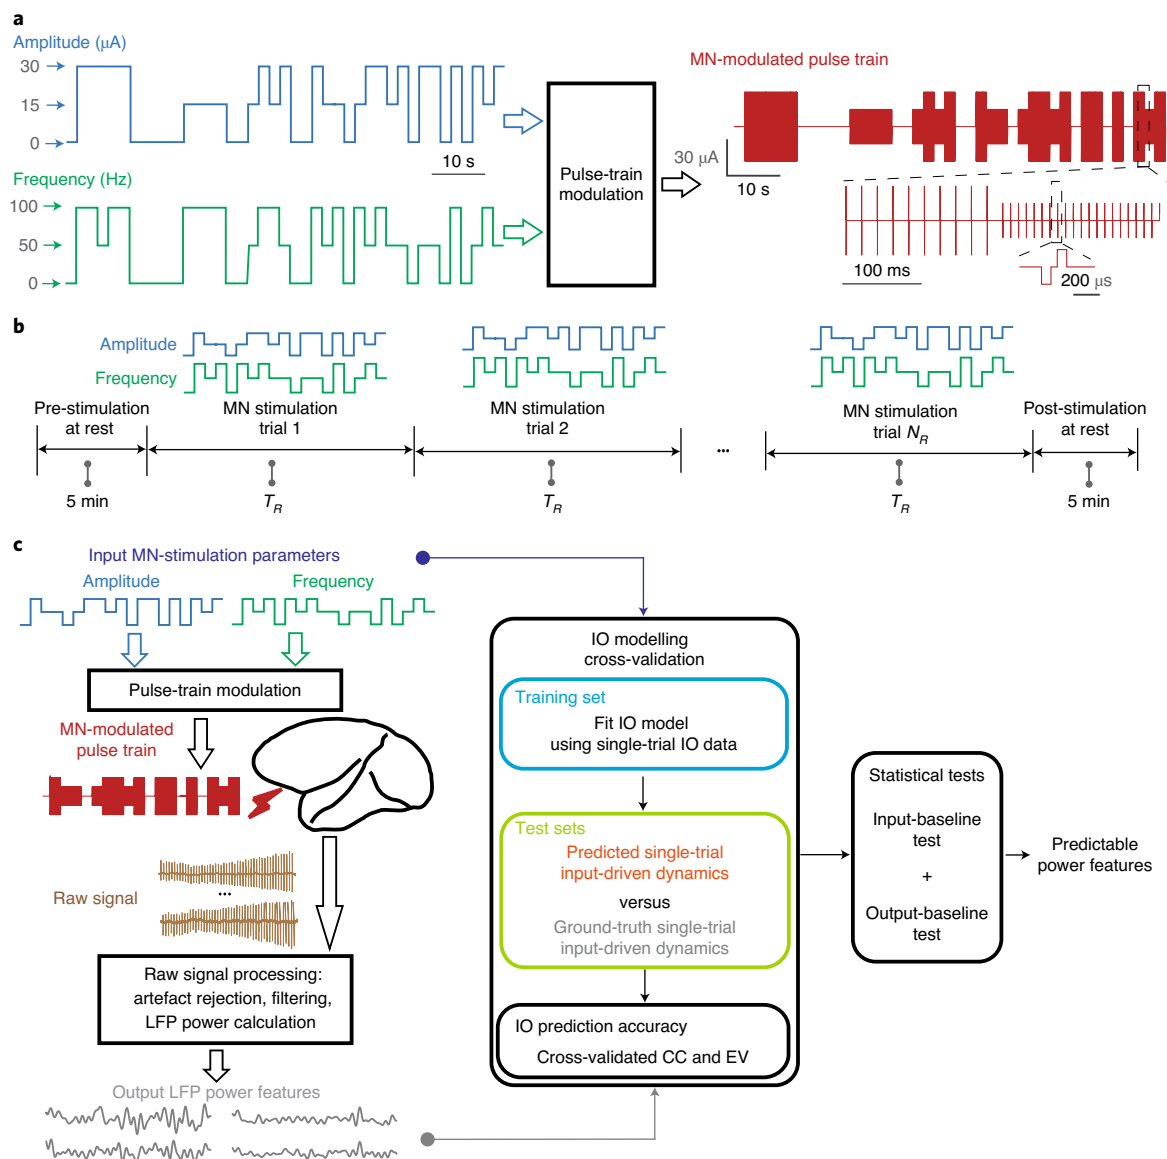 a
Amplitude (μA)
30
15
0
10 s
Frequency (Hz)
100
50
0
Pulse-train
modulation
MN-modulated pulse train
30 μA
10 s
100 ms
200 μs
b
Amplitude
Frequency
Pre-stimulation
at rest
MN stimulation
trial 1
MN stimulation
trial 2
...
MN stimulation
trial N_R
Post-stimulation
at rest
5 min
T_R
T_R
T_R
5 min
c
Input MN-stimulation parameters
Amplitude
Frequency
Pulse-train modulation
MN-modulated
pulse train
Raw signal
...
Raw signal processing:
artefact rejection, filtering,
LFP power calculation
Output LFP power features
IO modelling
cross-validation
Training set
Fit IO model
using single-trial IO data
Test sets
Predicted single-trial
input-driven dynamics
versus
Ground-truth single-trial
input-driven dynamics
IO prediction accuracy
Cross-validated CC and EV
Statistical tests
Input-baseline
test
+
Output-baseline
test
Predictable
power features